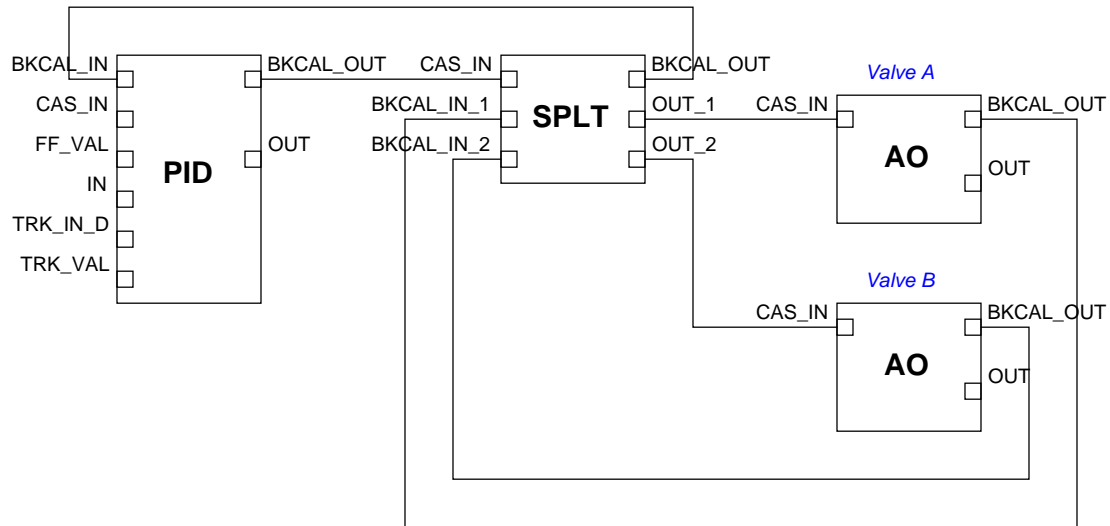 BKCAL_IN
CAS_IN
FF_VAL
IN
TRK_IN_D
TRK_VAL
PID
BKCAL_OUT
OUT
CAS_IN
BKCAL_IN_1
BKCAL_IN_2
SPLT
BKCAL_OUT
OUT_1
OUT_2
Valve A
CAS_IN
AO
BKCAL_OUT
OUT
Valve B
CAS_IN
AO
BKCAL_OUT
OUT